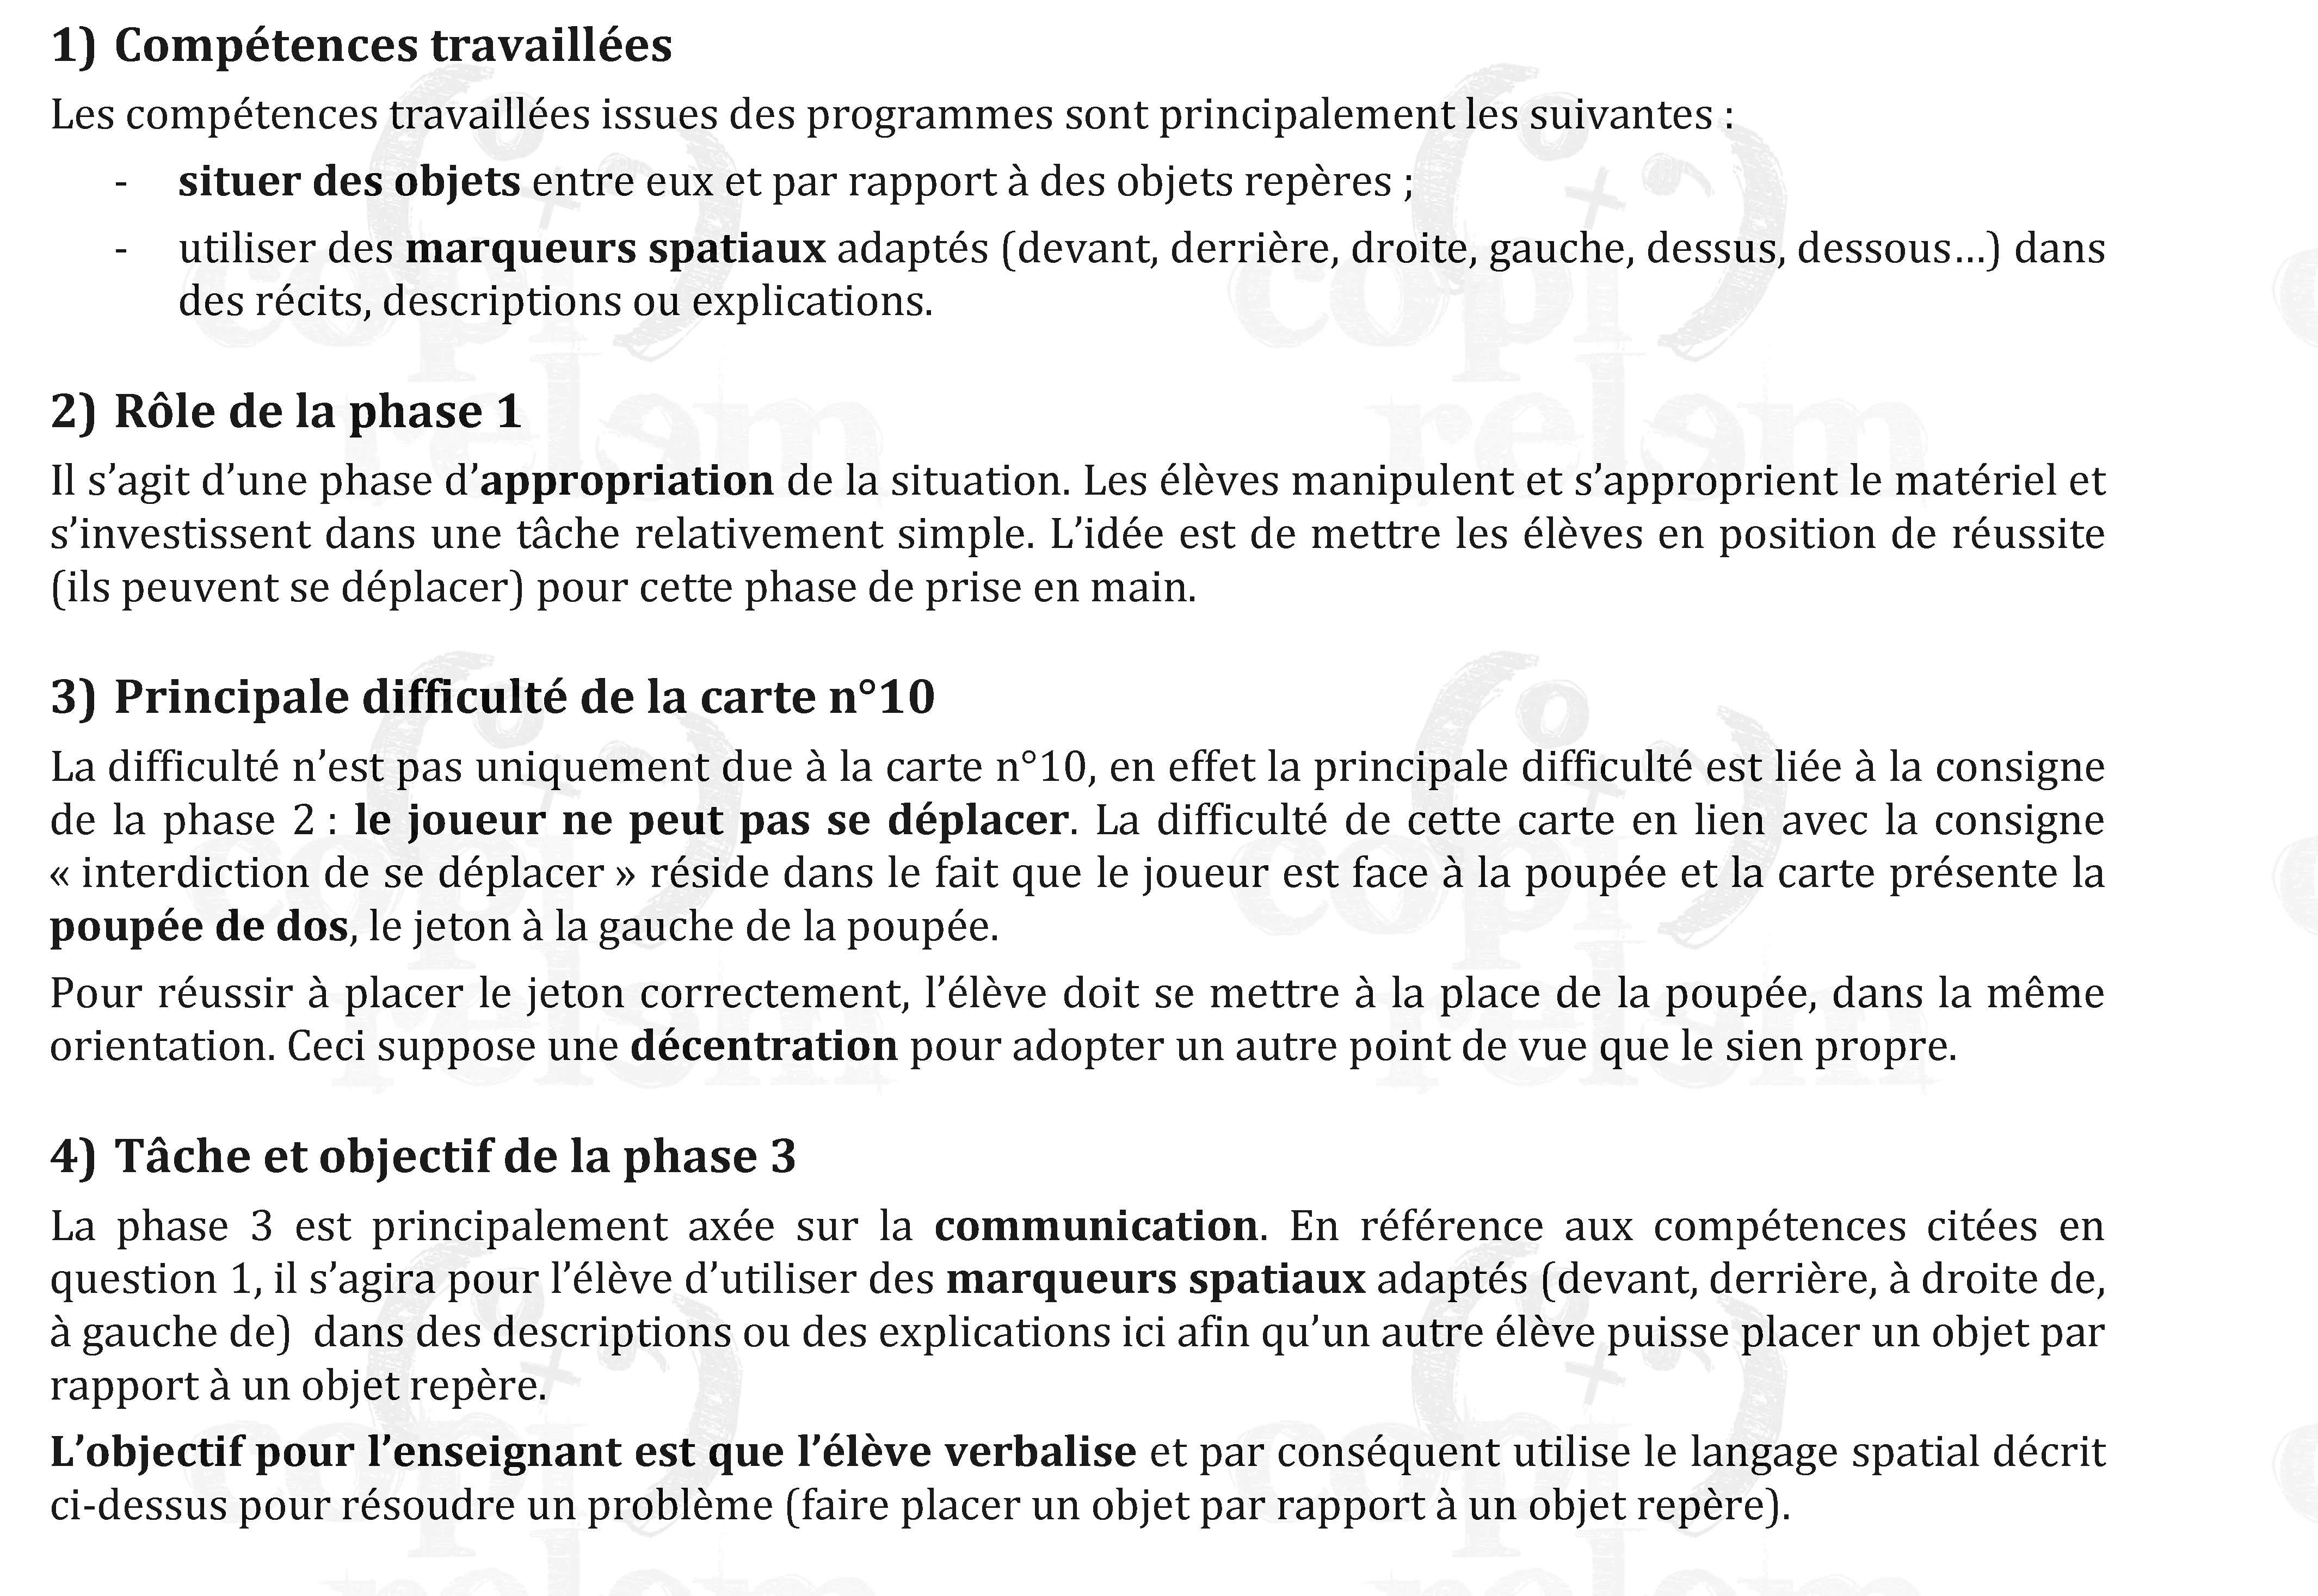 1) Compétences travaillées
Les compétences travaillées issues des programmes sont principalement les suivantes :
- situer des objets entre eux et par rapport à des objets repères ;
- utiliser des marqueurs spatiaux adaptés (devant, derrière, droite, gauche, dessus, dessous…) dans
des récits, descriptions ou explications.
2) Rôle de la phase 1
Il s’agit d’une phase d’appropriation de la situation. Les élèves manipulent et s’approprient le matériel et
s’investissent dans une tâche relativement simple. L’idée est de mettre les élèves en position de réussite
(ils peuvent se déplacer) pour cette phase de prise en main.
3) Principale difficulté de la carte n°10
La difficulté n’est pas uniquement due à la carte n°10, en effet la principale difficulté est liée à la consigne
de la phase 2 : le joueur ne peut pas se déplacer. La difficulté de cette carte en lien avec la consigne
« interdiction de se déplacer » réside dans le fait que le joueur est face à la poupée et la carte présente la
poupée de dos, le jeton à la gauche de la poupée.
Pour réussir à placer le jeton correctement, l’élève doit se mettre à la place de la poupée, dans la même
orientation. Ceci suppose une décentration pour adopter un autre point de vue que le sien propre.
4) Tâche et objectif de la phase 3
La phase 3 est principalement axée sur la communication. En référence aux compétences citées en
question 1, il s’agira pour l’élève d’utiliser des marqueurs spatiaux adaptés (devant, derrière, à droite de,
à gauche de) dans des descriptions ou des explications ici afin qu’un autre élève puisse placer un objet par
rapport à un objet repère.
L’objectif pour l’enseignant est que l’élève verbalise et par conséquent utilise le langage spatial décrit
ci-dessus pour résoudre un problème (faire placer un objet par rapport à un objet repère).
copi
relem
copi
relem
copi
relem
copi
relem
copi
relem
copi
relem